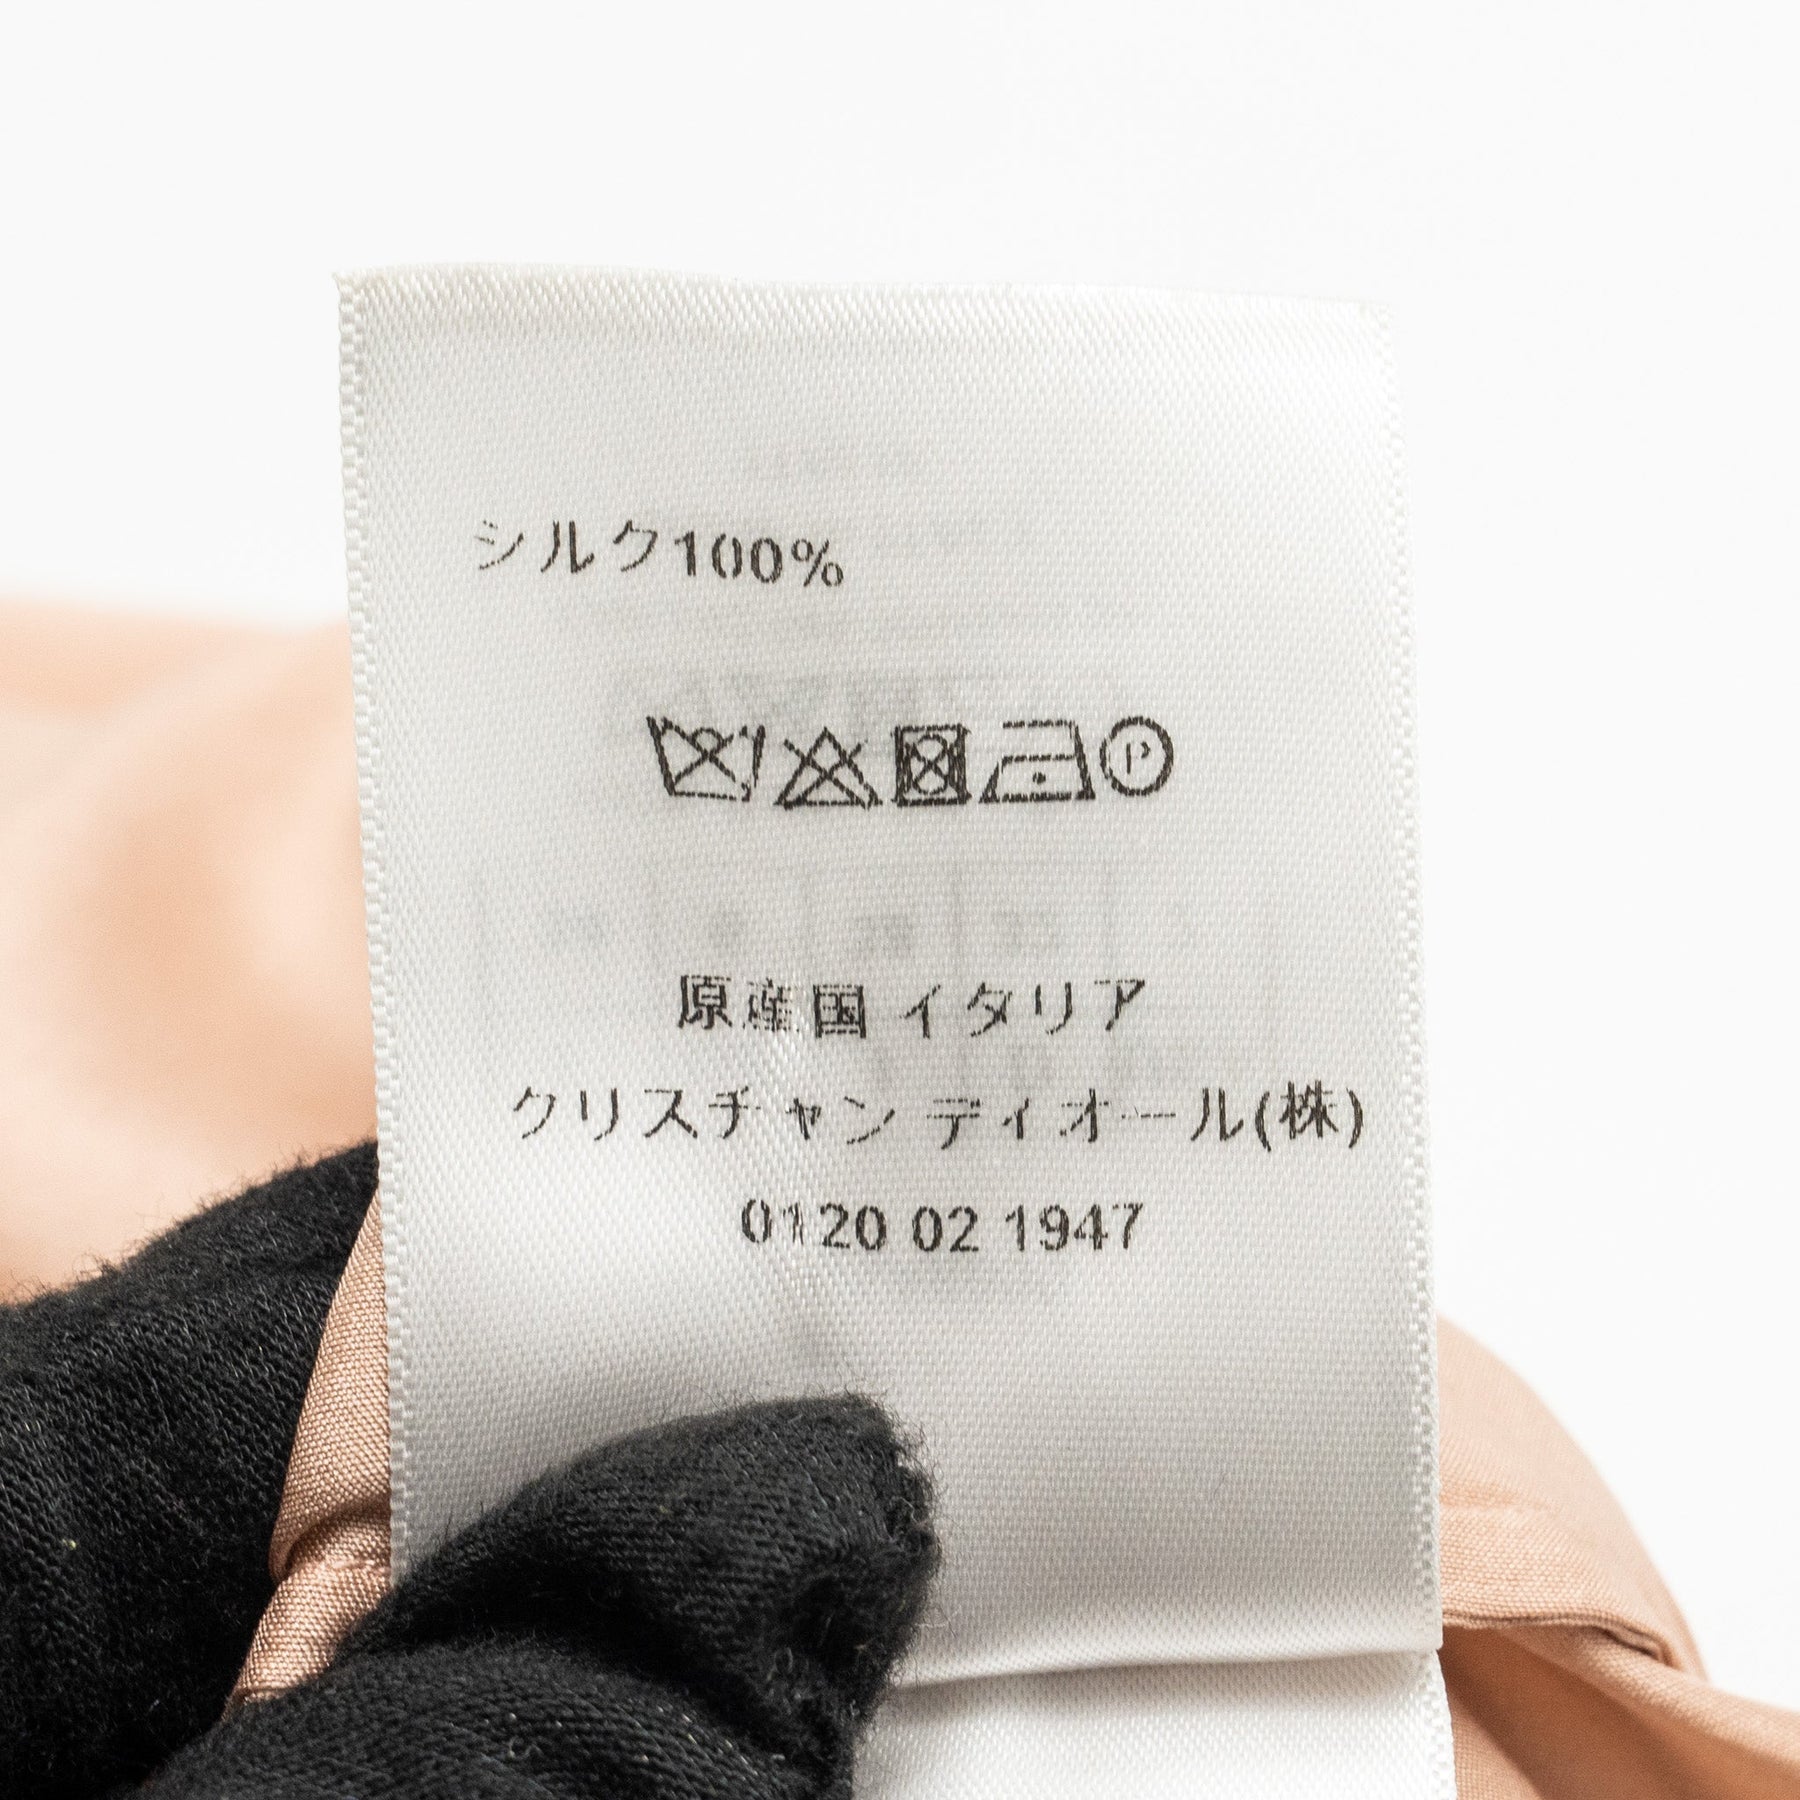 シルク100%
P
原産国 イタリア
クリスチャン ディオール(株)
0120 02 1947